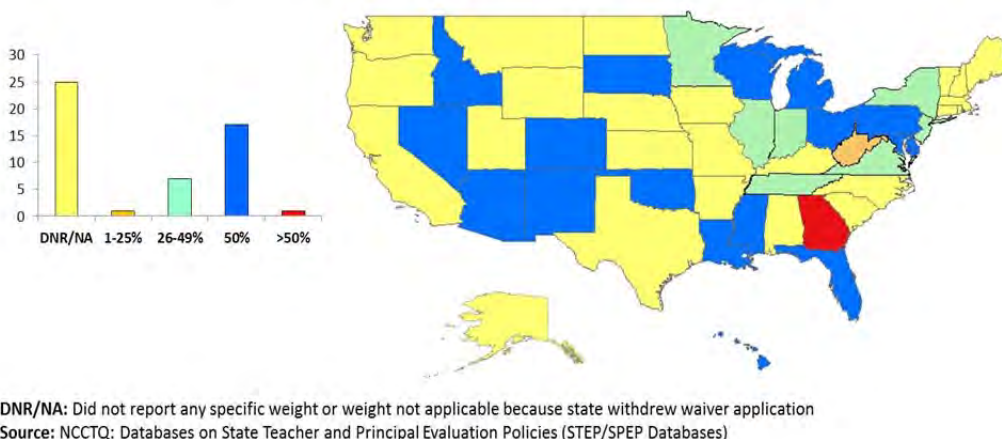 30
25
20
15
10
5
0
DNR/NA 1-25% 26-49% 50% >50%
DNR/NA: Did not report any specific weight or weight not applicable because state withdrew waiver application
Source: NCCTQ: Databases on State Teacher and Principal Evaluation Policies (STEP/SPEP Databases)